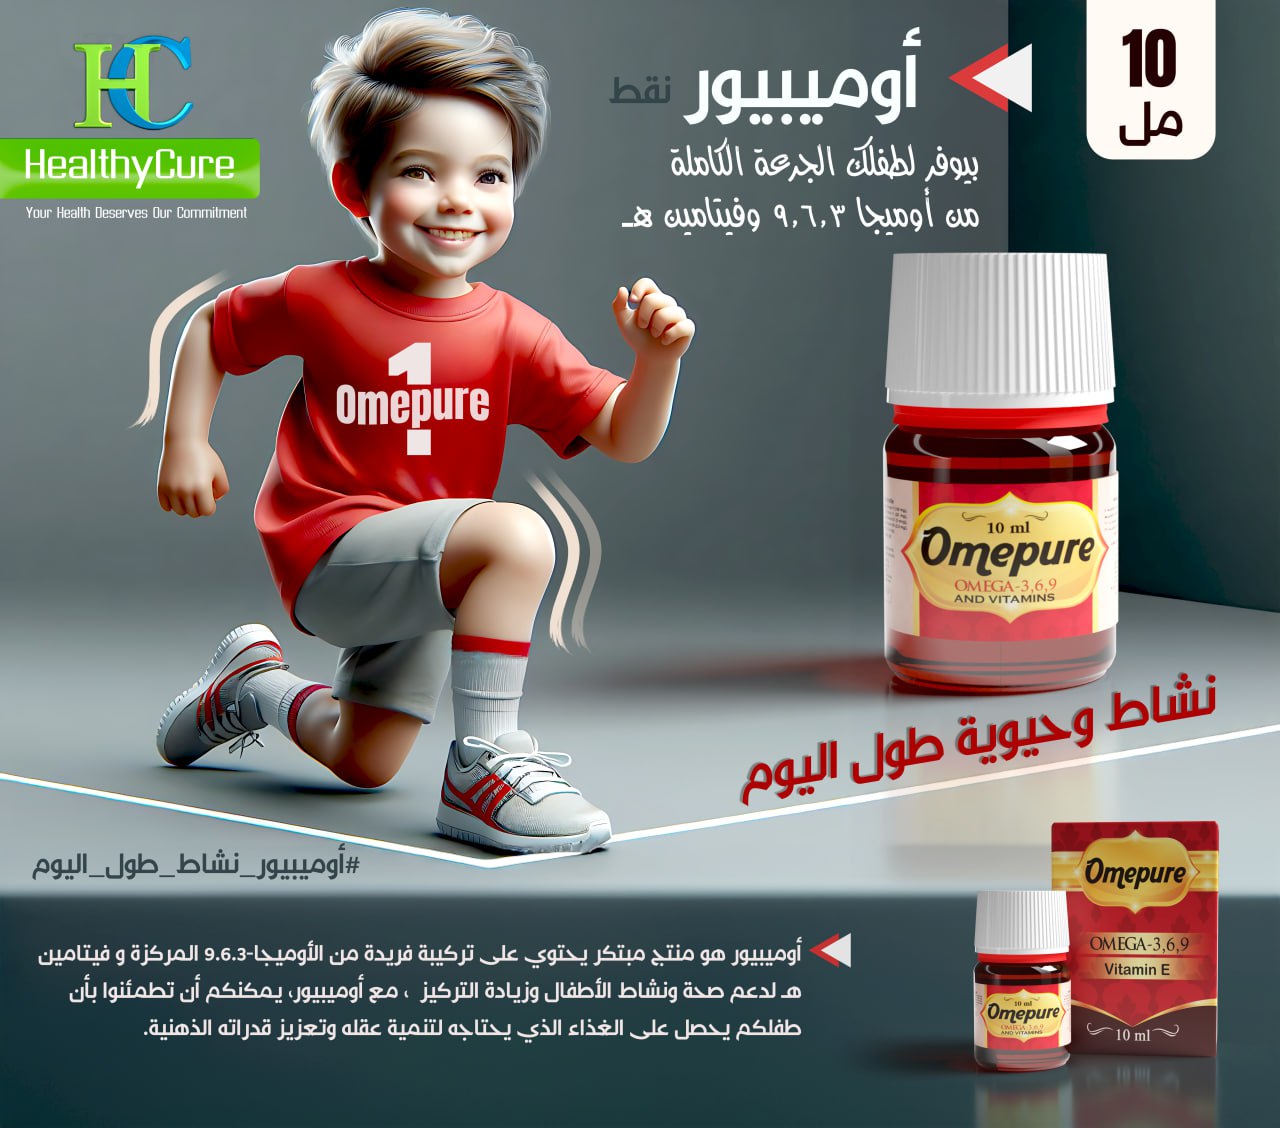 HC
HealthyCure
Your Health Deserves Our Commitment
10
مل
أوميبيور نقط
بيوفر لطفلك الجرعة الكاملة
من أوميجا ٩,٦,٣ وفيتامين هـ
1
Omepure
10 ml
Omepure
OMEGA-3,6,9
AND VITAMINS
نشاط وحيوية طول اليوم
#أوميبيور_نشاط_طول_اليوم
أوميبيور هو منتج مبتكر يحتوي على تركيبة فريدة من الأوميجا-9.6.3 المركزة و فيتامين
هـ لدعم صحة ونشاط الأطفال وزيادة التركيز ، مع أوميبيور، يمكنكم أن تطمئنوا بأن
طفلكم يحصل على الغذاء الذي يحتاجه لتنمية عقله وتعزيز قدراته الذهنية.
Omepure
OMEGA-3,6,9
Vitamin E
10 ml
10 ml
Omepure
OMEGA-3,6,9
AND VITAMINS